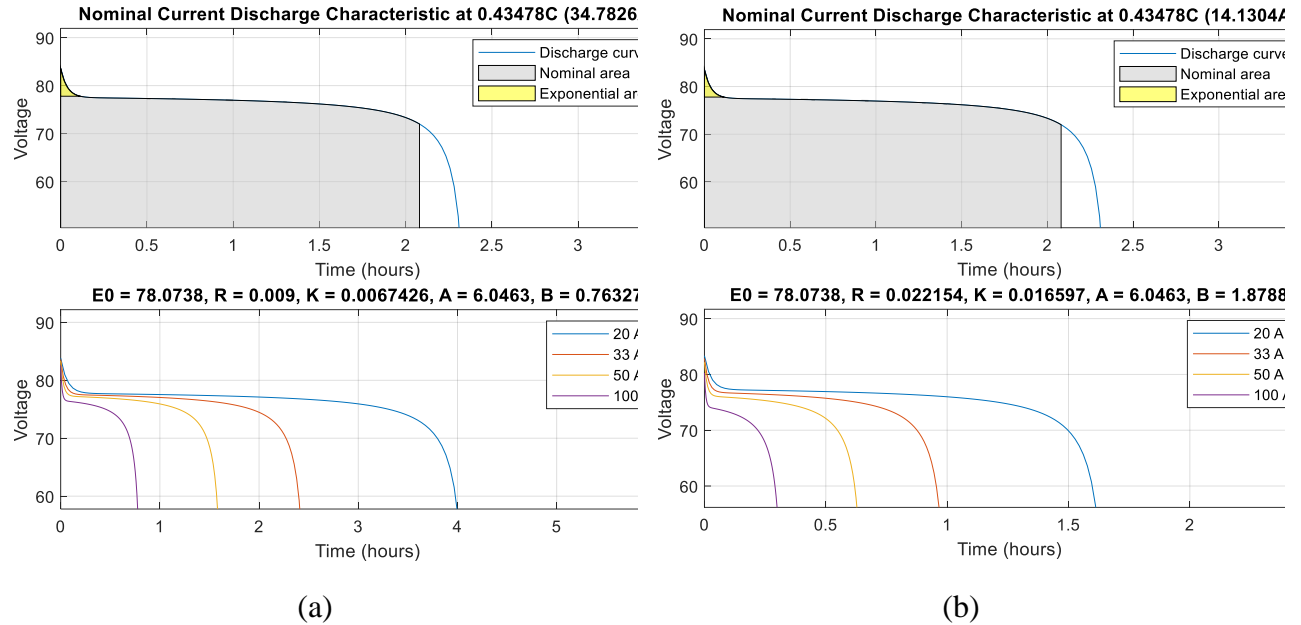 Nominal Current Discharge Characteristic at 0.43478C (34.7826
90
80
70
60
Voltage
Discharge curv
Nominal area
Exponential ar
0 0.5 1 1.5 2 2.5 3
Time (hours)
E0 = 78.0738, R = 0.009, K = 0.0067426, A = 6.0463, B = 0.76327
90
80
70
60
Voltage
20 A
33 A
50 A
100
0 1 2 3 4 5
Time (hours)
(a)
Nominal Current Discharge Characteristic at 0.43478C (14.1304A
90
80
70
60
Voltage
Discharge curve
Nominal area
Exponential area
0 0.5 1 1.5 2 2.5 3
Time (hours)
E0 = 78.0738, R = 0.022154, K = 0.016597, A = 6.0463, B = 1.8788
90
80
70
60
Voltage
20 A
33 A
50 A
100 A
0 0.5 1 1.5 2
Time (hours)
(b)